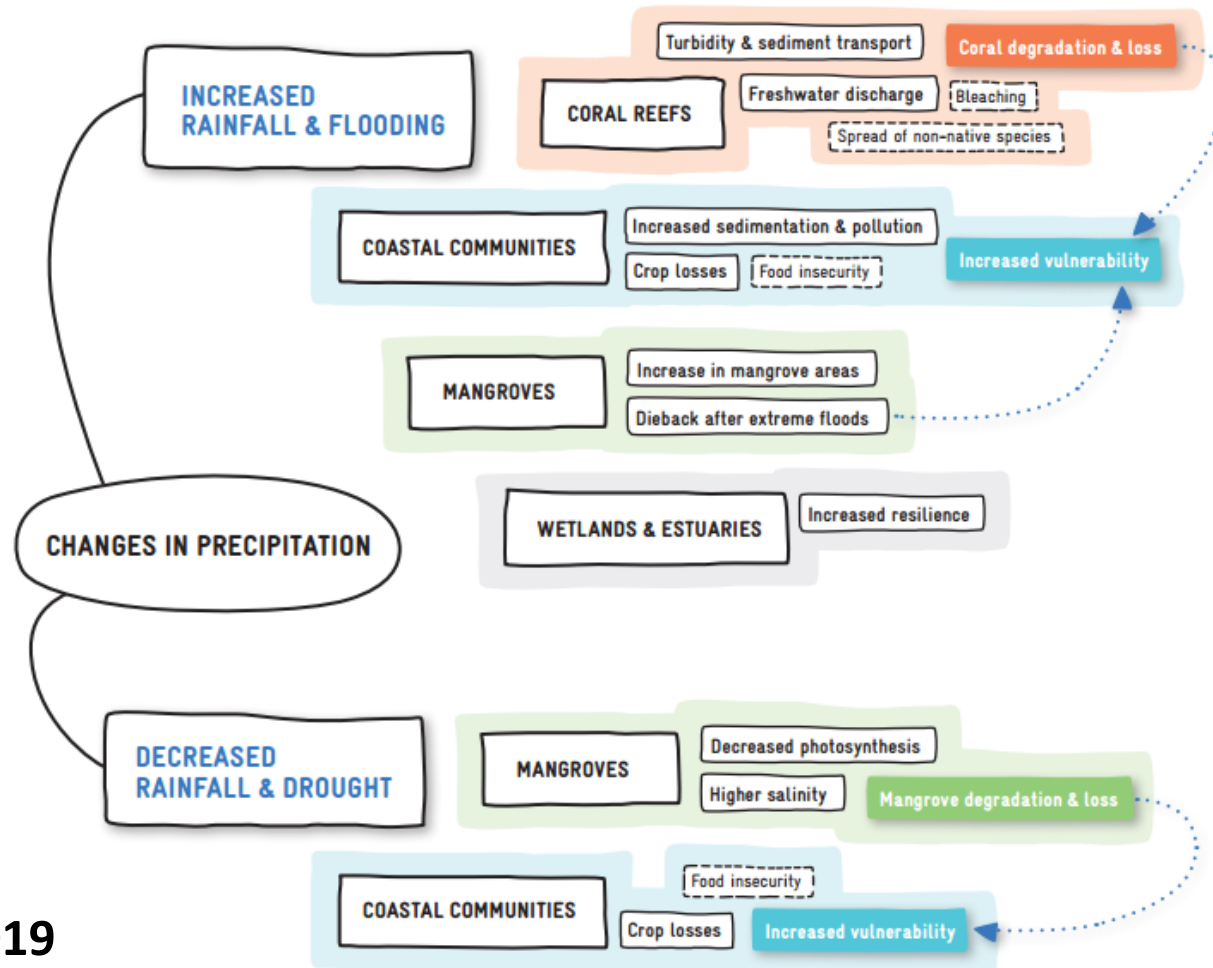 Turbidity & sediment transport
Coral degradation & loss
INCREASED
RAINFALL & FLOODING
CORAL REEFS
Freshwater discharge
Bleaching
Spread of non-native species
COASTAL COMMUNITIES
Increased sedimentation & pollution
Crop losses
Food insecurity
Increased vulnerability
MANGROVES
Increase in mangrove areas
Dieback after extreme floods
WETLANDS & ESTUARIES
Increased resilience
CHANGES IN PRECIPITATION
DECREASED
RAINFALL & DROUGHT
MANGROVES
Decreased photosynthesis
Higher salinity
Mangrove degradation & loss
COASTAL COMMUNITIES
Food insecurity
Crop losses
Increased vulnerability
19